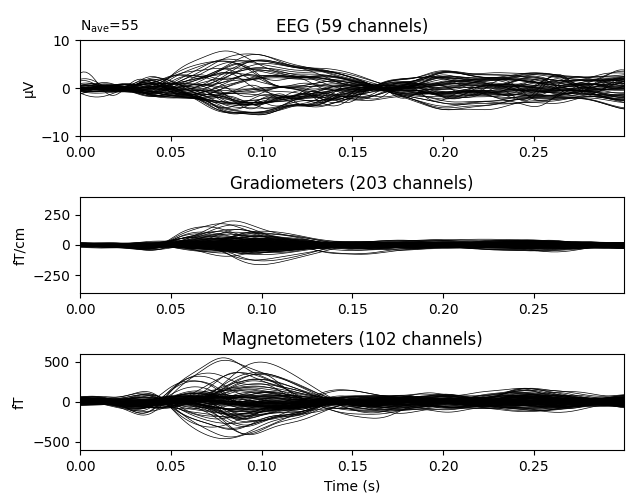 N_ave=55
EEG (59 channels)
10
µV
0
−10
0.00 0.05 0.10 0.15 0.20 0.25
Gradiometers (203 channels)
250
fT/cm
0
−250
0.00 0.05 0.10 0.15 0.20 0.25
Magnetometers (102 channels)
500
fT
0
−500
0.00 0.05 0.10 0.15 0.20 0.25
Time (s)